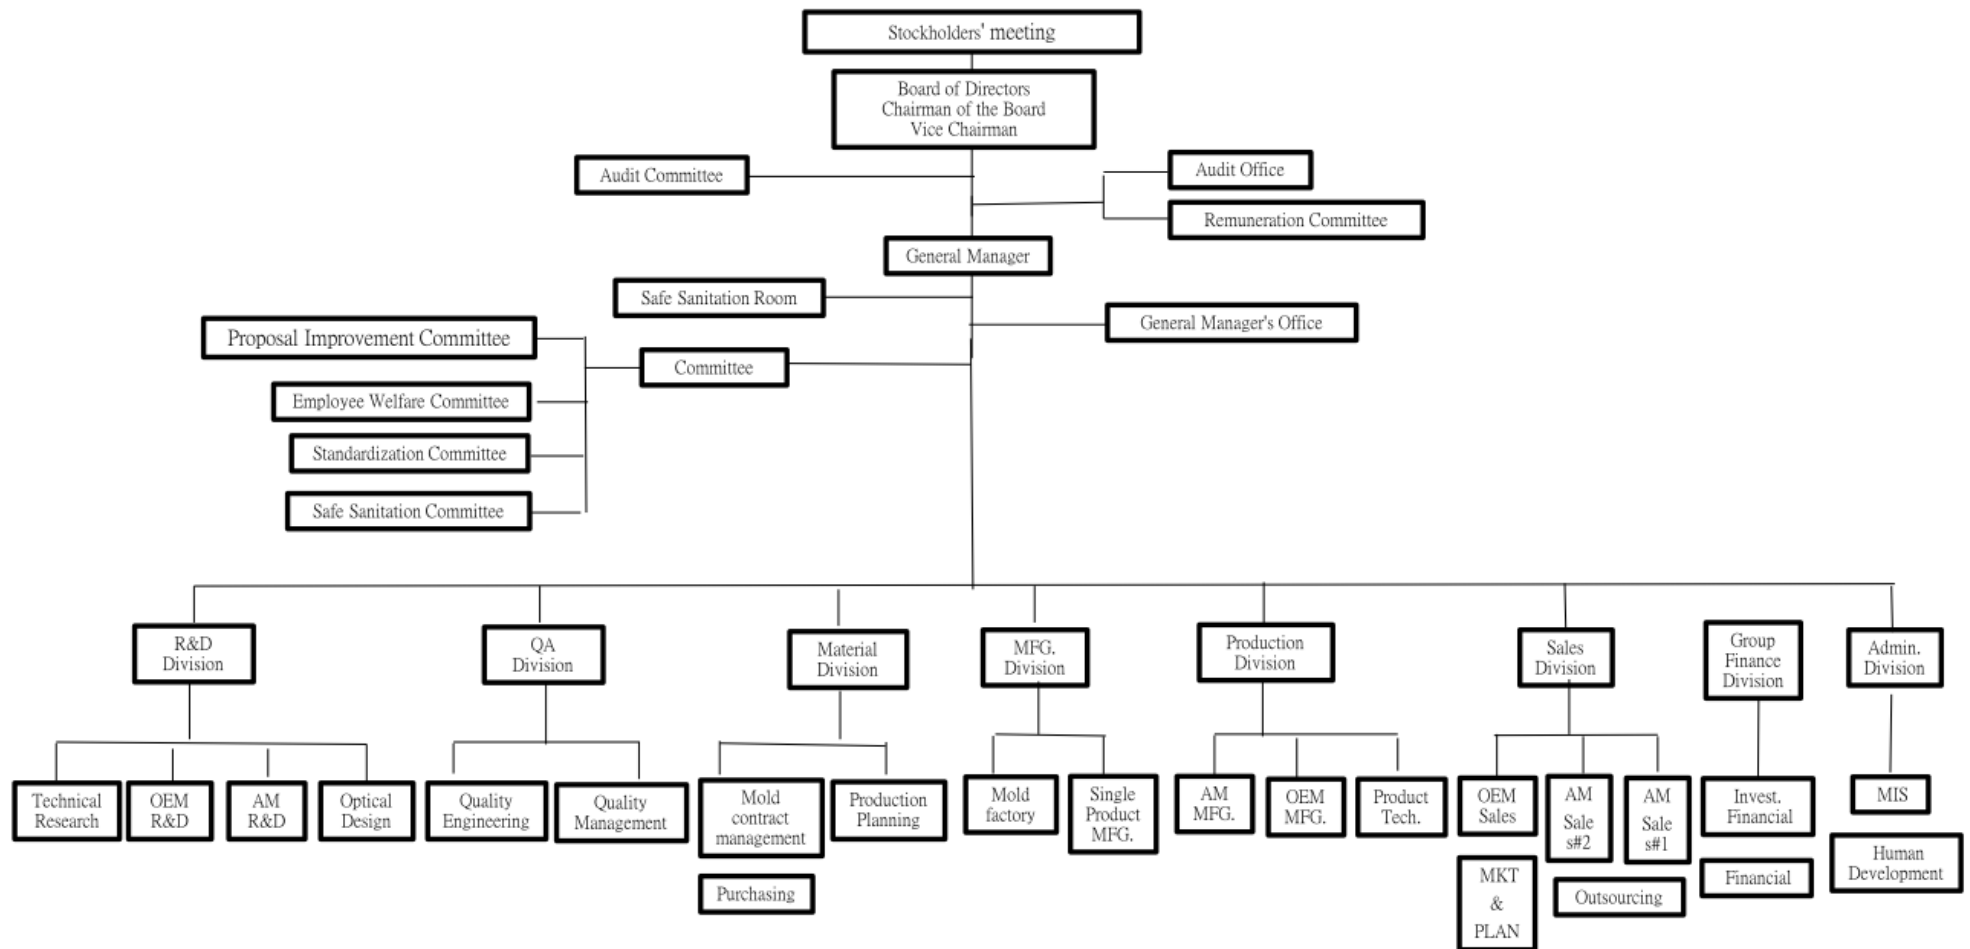 Stockholders' meeting
Board of Directors
Chairman of the Board
Vice Chairman
Audit Committee
Audit Office
Remuneration Committee
General Manager
Safe Sanitation Room
General Manager's Office
Proposal Improvement Committee
Committee
Employee Welfare Committee
Standardization Committee
Safe Sanitation Committee
R&D
Division
QA
Division
Material
Division
MFG.
Division
Production
Division
Sales
Division
Group
Finance
Division
Admin.
Division
Technical
Research
OEM
R&D
AM
R&D
Optical
Design
Quality
Engineering
Quality
Management
Mold
contract
management
Production
Planning
Mold
factory
Single
Product
MFG.
AM
MFG.
OEM
MFG.
Product
Tech.
OEM
Sales
AM
Sale
s#2
AM
Sale
s#1
Invest.
Financial
MIS
Purchasing
MKT
&
PLAN
Outsourcing
Financial
Human
Development